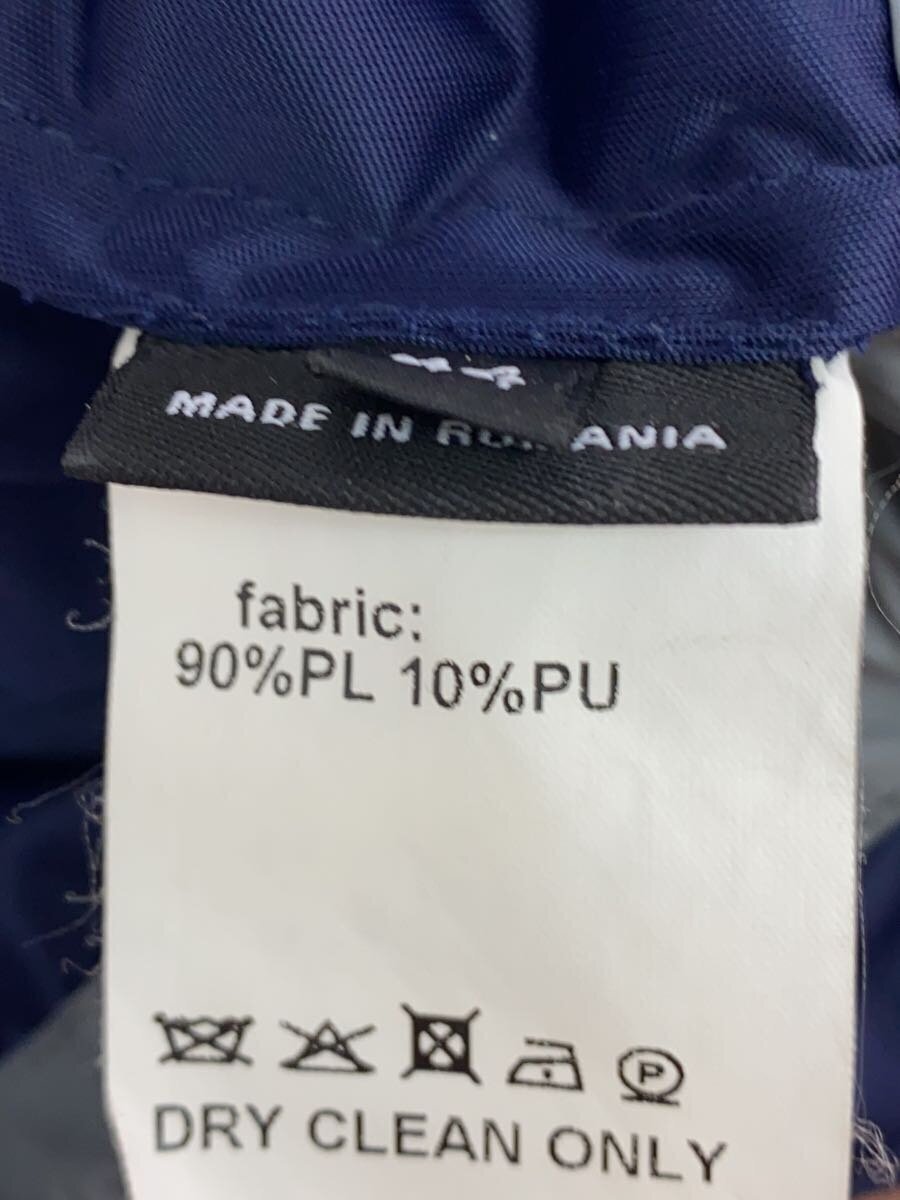 MADE IN
fabric:
90%PL 10%PU
P
DRY CLEAN ONLY